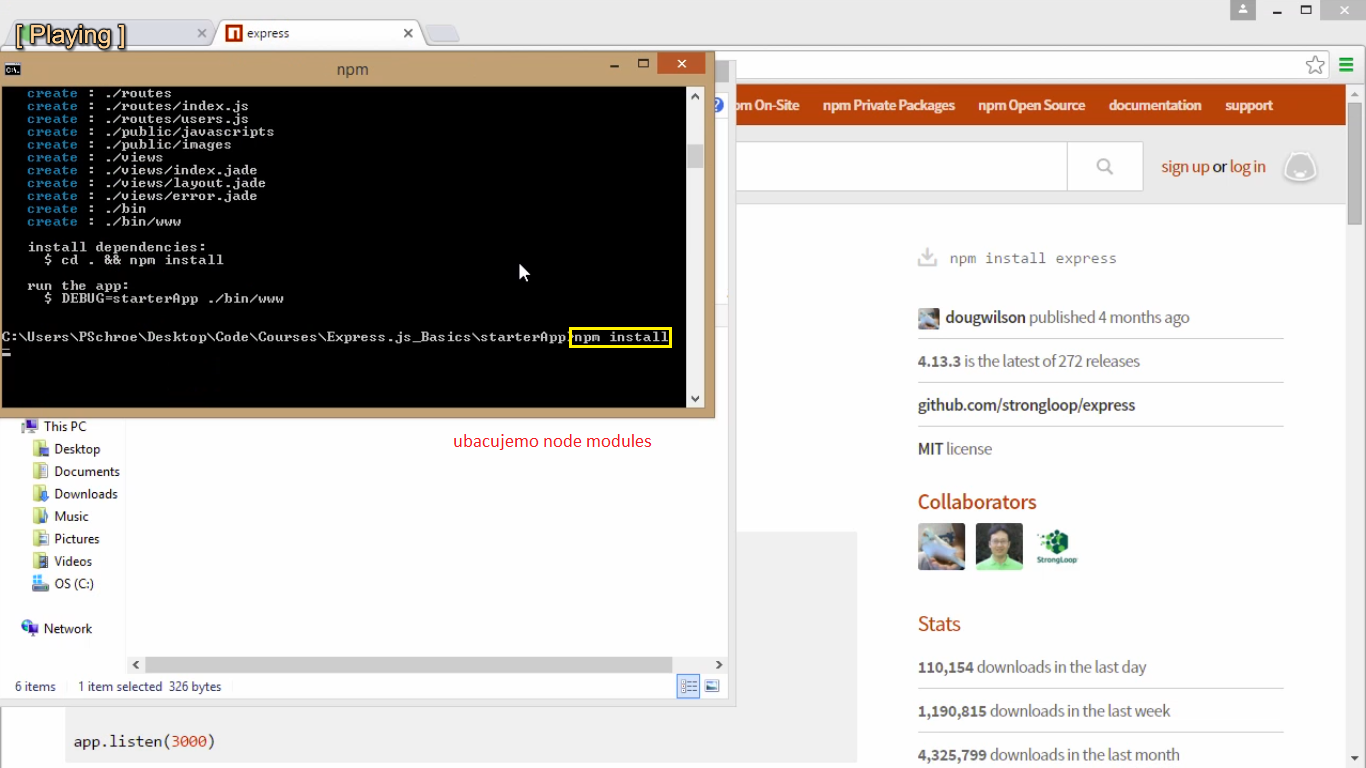 [ Playing ]
express
npm
create : ./routes
create : ./routes/index.js
create : ./routes/users.js
create : ./public/javascripts
create : ./public/images
create : ./views
create : ./views/index.jade
create : ./views/layout.jade
create : ./views/error.jade
create : ./bin
create : ./bin/www
install dependencies:
$ cd . && npm install
run the app:
$ DEBUG=starterApp ./bin/www
C:\Users\PSchroe\Desktop\Code\Courses\Express.js_Basics\starterApp>npm install
ubacujemo node modules
This PC
Desktop
Documents
Downloads
Music
Pictures
Videos
OS (C:)
Network
6 items 1 item selected 326 bytes
app.listen(3000)
On-Site npm Private Packages npm Open Source documentation support
sign up or log in
npm install express
dougwilson published 4 months ago
4.13.3 is the latest of 272 releases
github.com/strongloop/express
MIT license
Collaborators
StrongLoop
Stats
110,154 downloads in the last day
1,190,815 downloads in the last week
4,325,799 downloads in the last month